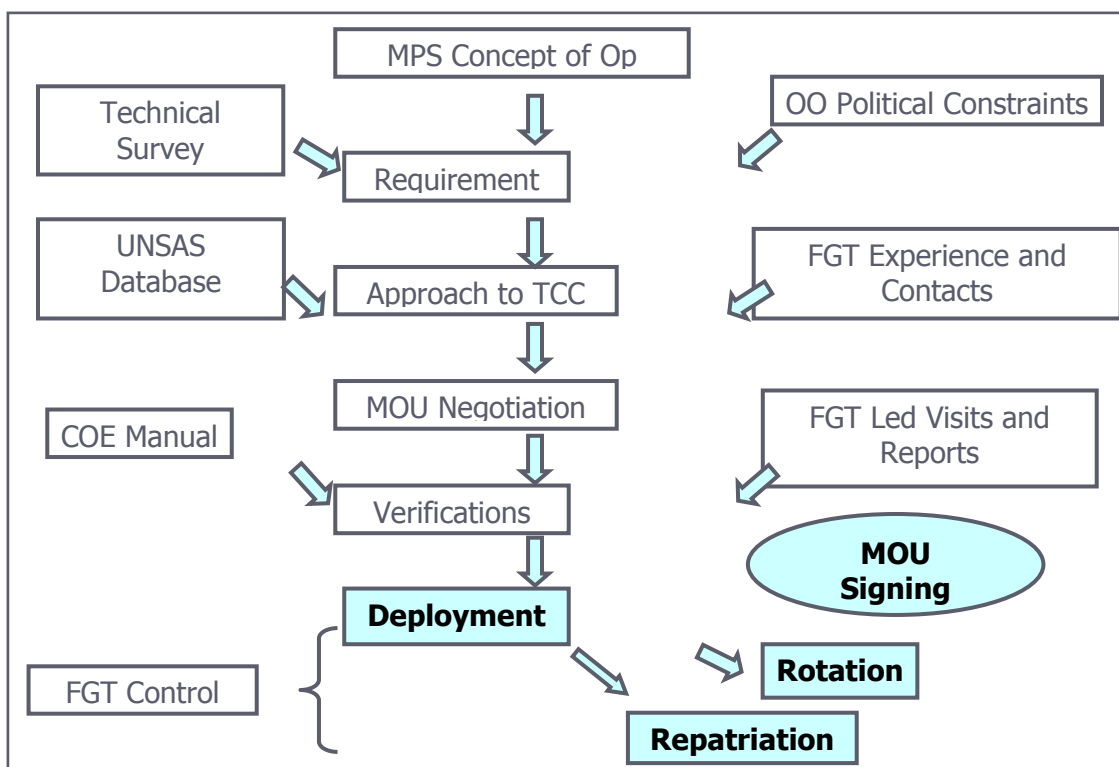 MPS Concept of Op
Technical
Survey
OO Political Constraints
Requirement
UNSAS
Database
FGT Experience and
Contacts
Approach to TCC
MOU Negotiation
COE Manual
FGT Led Visits and
Reports
Verifications
MOU
Signing
Deployment
Rotation
FGT Control
Repatriation